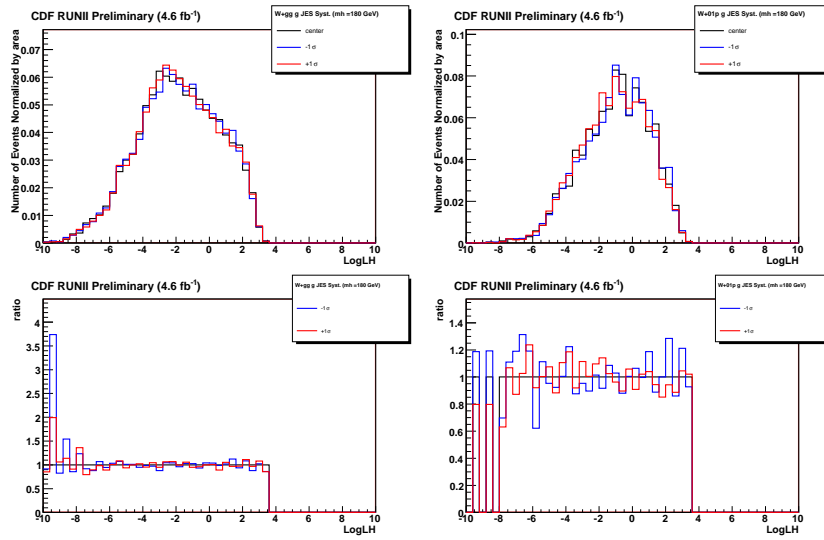 CDF RUNII Preliminary (4.6 fb-1)
W+gg g JES Syst. (mh =180 GeV)
center
-1 σ
+1 σ
Number of Events Normalized by area
0.07
0.06
0.05
0.04
0.03
0.02
0.01
0
-10 -8 -6 -4 -2 0 2 4 6 8 10
LogLH
CDF RUNII Preliminary (4.6 fb-1)
W+01p g JES Syst. (mh =180 GeV)
center
-1 σ
+1 σ
Number of Events Normalized by area
0.1
0.08
0.06
0.04
0.02
0
-10 -8 -6 -4 -2 0 2 4 6 8 10
LogLH
CDF RUNII Preliminary (4.6 fb-1)
W+gg g JES Syst. (mh =180 GeV)
-1 σ
+1 σ
ratio
4
3.5
3
2.5
2
1.5
1
0.5
0
-10 -8 -6 -4 -2 0 2 4 6 8 10
LogLH
CDF RUNII Preliminary (4.6 fb-1)
W+01p g JES Syst. (mh =180 GeV)
-1 σ
+1 σ
ratio
1.4
1.2
1
0.8
0.6
0.4
0.2
0
-10 -8 -6 -4 -2 0 2 4 6 8 10
LogLH